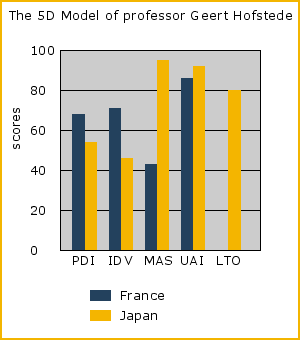 The 5D Model of professor Geert Hofstede
scores
100
80
60
40
20
0
PDI IDV MAS UAI LTO
France
Japan